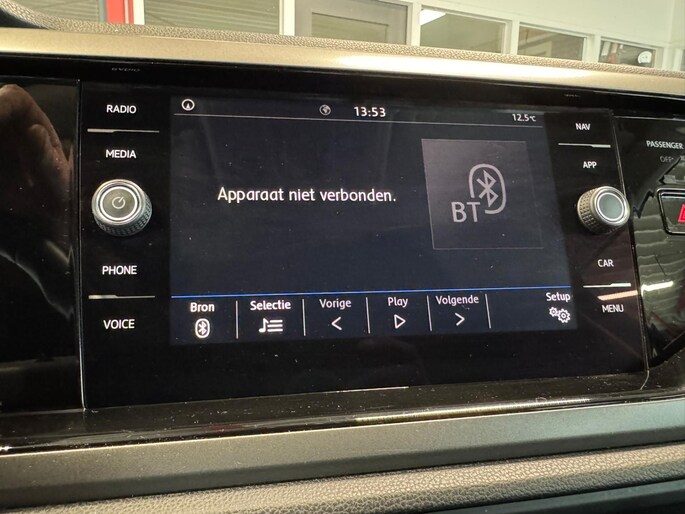 RADIO
MEDIA
PHONE
VOICE
13:53
12.5°C
Apparaat niet verbonden.
BT
Bron
Selectie
Vorige
Play
Volgende
Setup
NAV
APP
CAR
MENU
PASSENGER
OFF